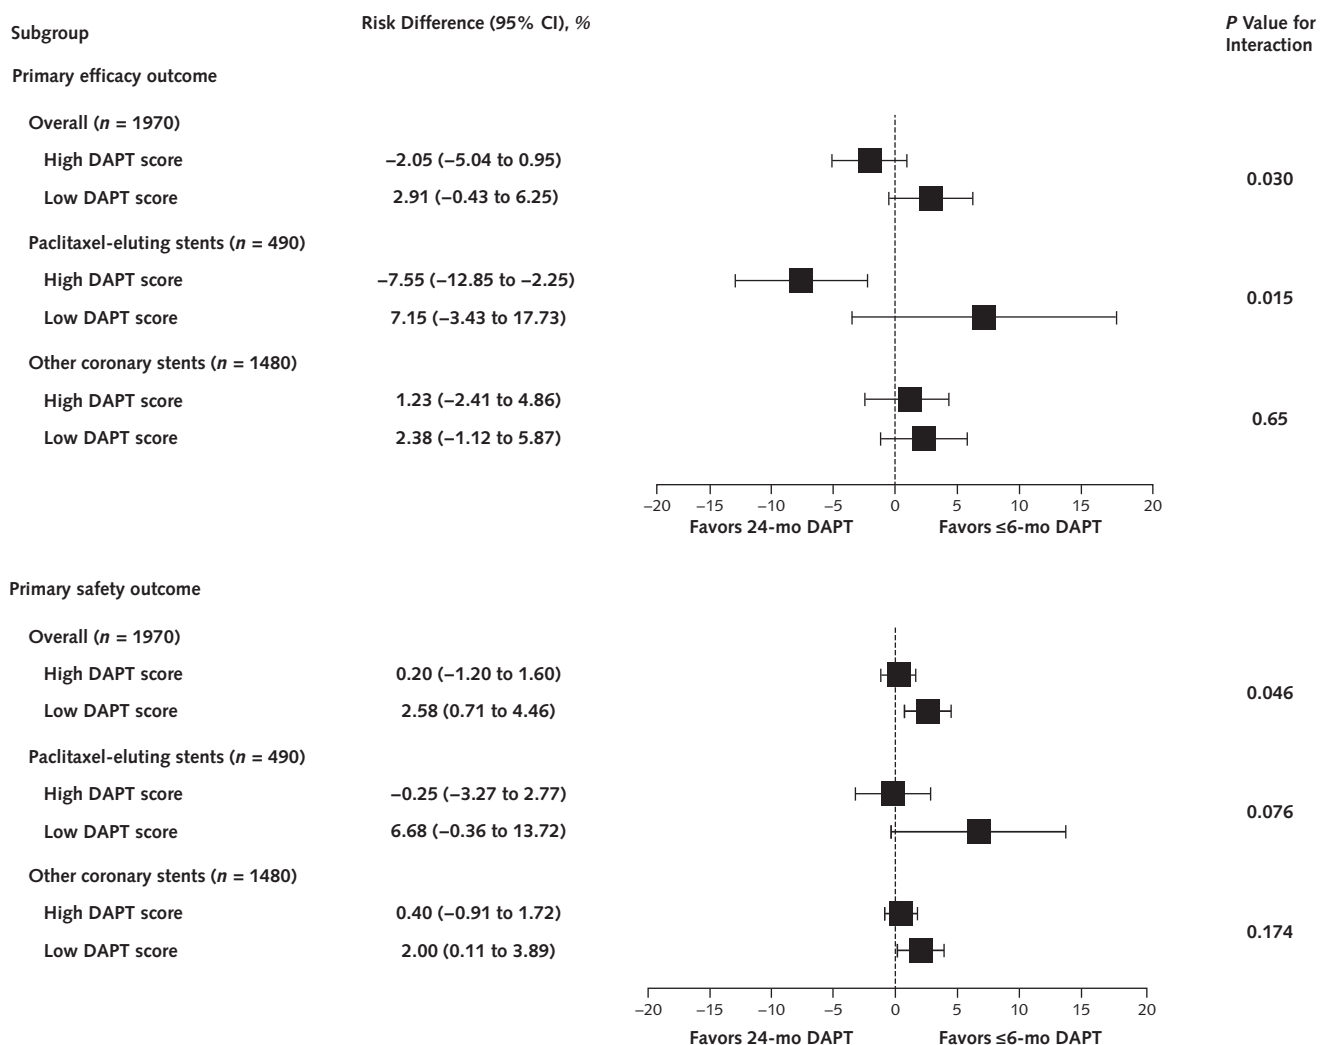 Subgroup Risk Difference (95% CI), % P Value for
Interaction
Primary efficacy outcome
Overall (n = 1970)
High DAPT score –2.05 (–5.04 to 0.95)
0.030
Low DAPT score 2.91 (–0.43 to 6.25)
Paclitaxel-eluting stents (n = 490)
High DAPT score –7.55 (–12.85 to –2.25)
0.015
Low DAPT score 7.15 (–3.43 to 17.73)
Other coronary stents (n = 1480)
High DAPT score 1.23 (–2.41 to 4.86)
0.65
Low DAPT score 2.38 (–1.12 to 5.87)
–20 –15 –10 –5 0 5 10 15 20
Favors 24-mo DAPT Favors ≤6-mo DAPT
Primary safety outcome
Overall (n = 1970)
High DAPT score 0.20 (–1.20 to 1.60)
0.046
Low DAPT score 2.58 (0.71 to 4.46)
Paclitaxel-eluting stents (n = 490)
High DAPT score –0.25 (–3.27 to 2.77)
0.076
Low DAPT score 6.68 (–0.36 to 13.72)
Other coronary stents (n = 1480)
High DAPT score 0.40 (–0.91 to 1.72)
0.174
Low DAPT score 2.00 (0.11 to 3.89)
–20 –15 –10 –5 0 5 10 15 20
Favors 24-mo DAPT Favors ≤6-mo DAPT